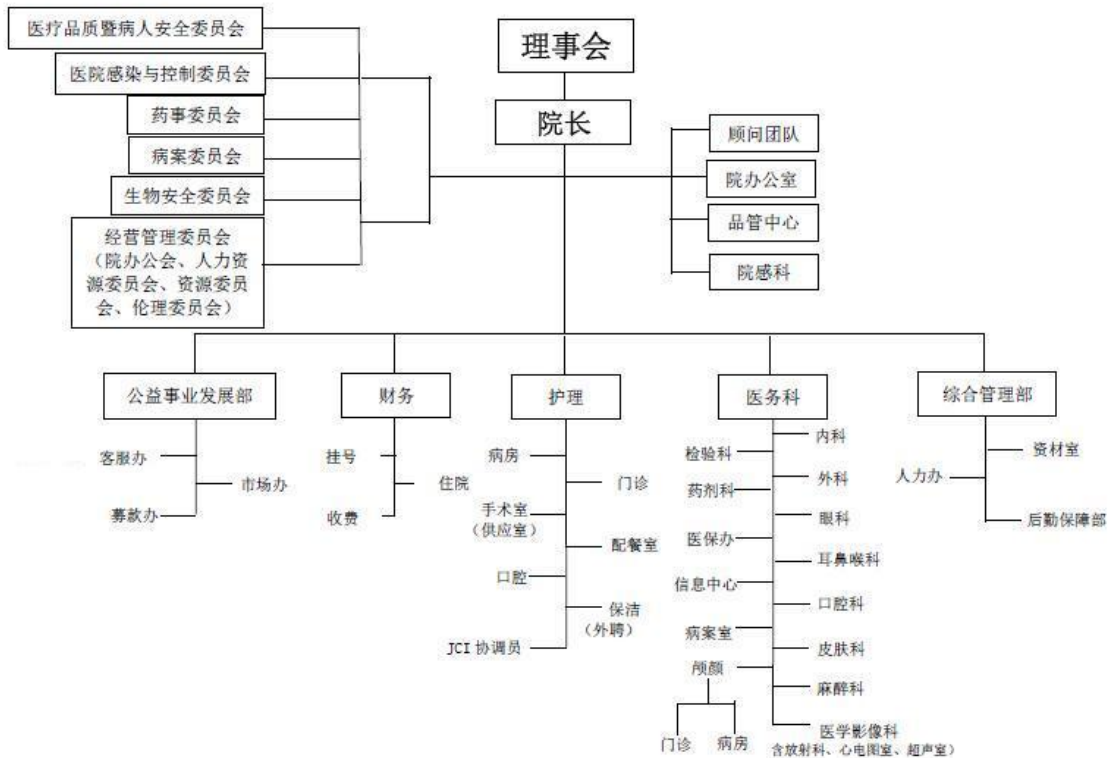 医疗品质暨病人安全委员会
医院感染与控制委员会
药事委员会
病案委员会
生物安全委员会
经营管理委员会
（院办公会、人力资
源委员会、资源委员
会、伦理委员会）
理事会
院长
顾问团队
院办公室
品管中心
院感科
公益事业发展部
客服办
市场办
募款办
财务
挂号
住院
收费
护理
病房
门诊
手术室
（供应室）
配餐室
口腔
保洁
（外聘）
JCI 协调员
医务科
内科
检验科
外科
药剂科
眼科
医保办
耳鼻喉科
信息中心
口腔科
病案室
皮肤科
颅颜
麻醉科
门诊
病房
医学影像科
含放射科、心电图室、超声室）
综合管理部
资材室
人力办
后勤保障部